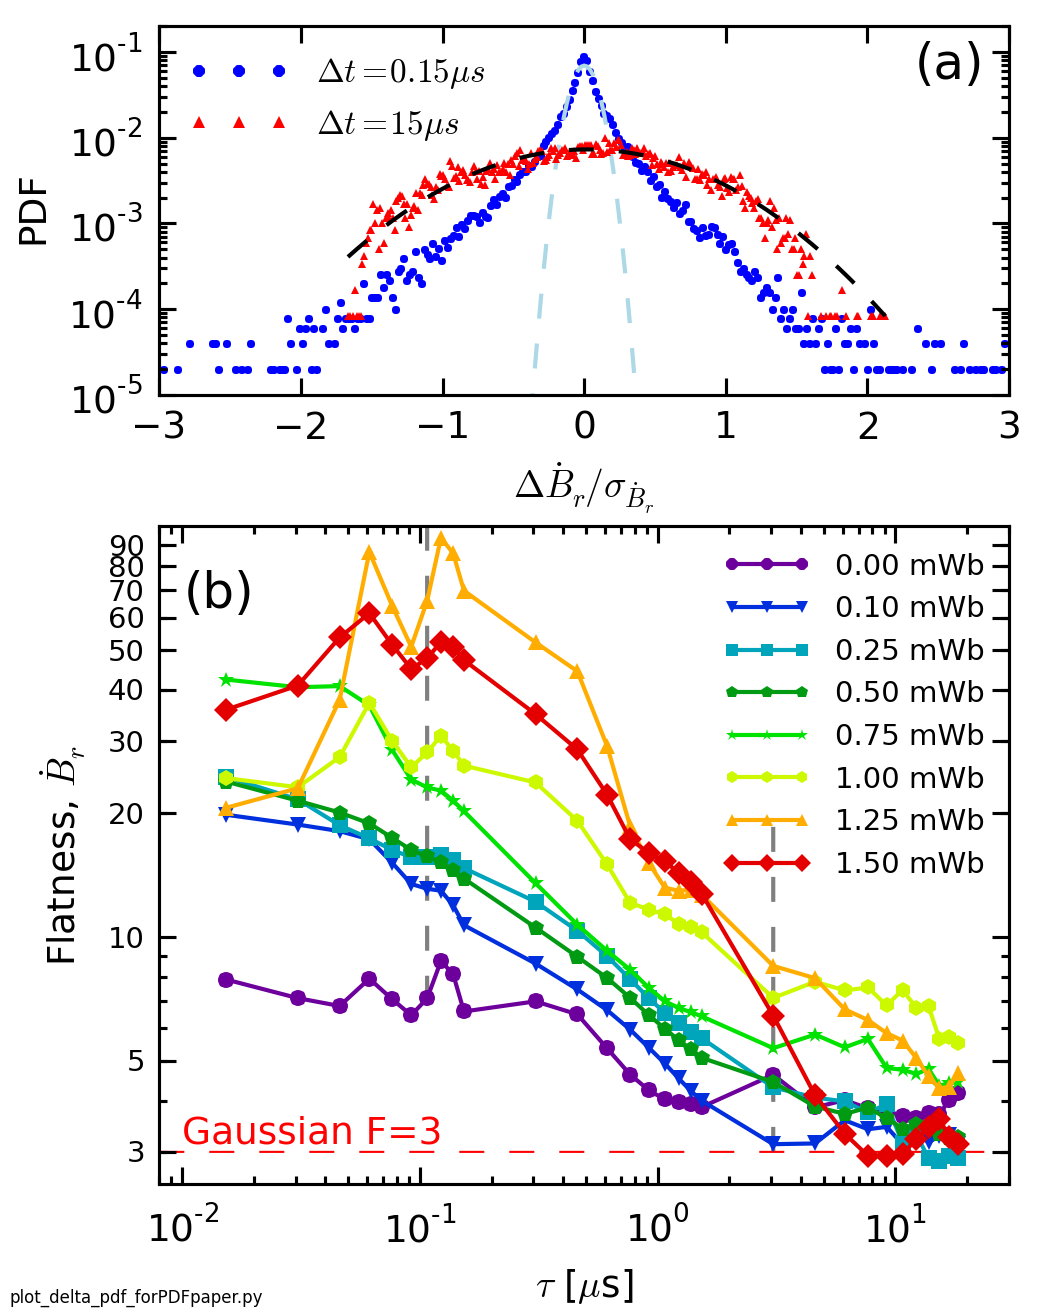 10^-1
10^-2
10^-3
10^-4
10^-5
PDF
Δt=0.15μs
Δt=15μs
(a)
−3 −2 −1 0 1 2 3
ΔḂ_r/σ_Ḃ_r
90
80
70
60
50
40
30
20
10
5
3
Flatness, Ḃ_r
(b)
0.00 mWb
0.10 mWb
0.25 mWb
0.50 mWb
0.75 mWb
1.00 mWb
1.25 mWb
1.50 mWb
Gaussian F=3
10^-2 10^-1 10^0 10^1
τ [μs]
plot_delta_pdf_forPDFpaper.py